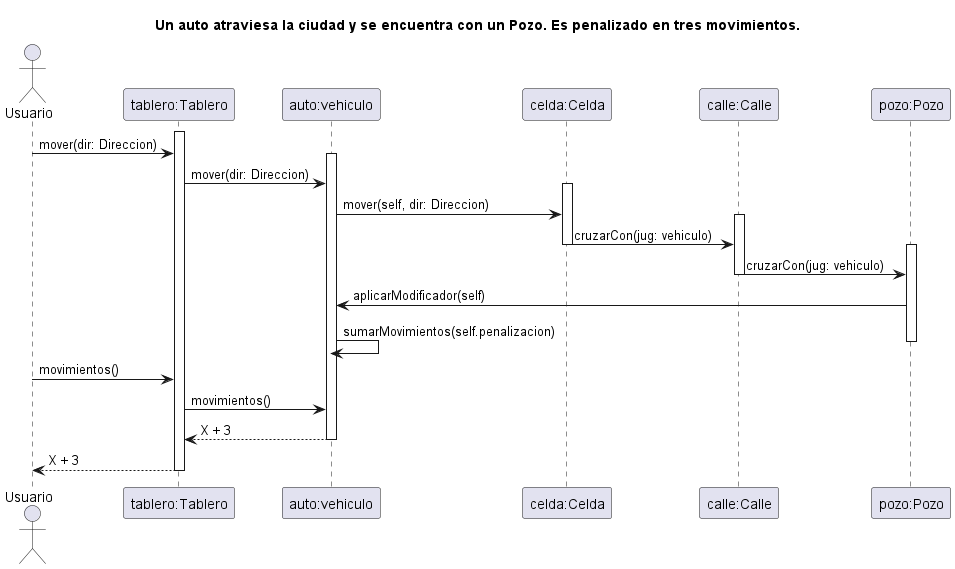 Un auto atraviesa la ciudad y se encuentra con un Pozo. Es penalizado en tres movimientos.
Usuario
tablero:Tablero
auto:vehiculo
celda:Celda
calle:Calle
pozo:Pozo
mover(dir: Direccion)
mover(dir: Direccion)
mover(self, dir: Direccion)
cruzarCon(jug: vehiculo)
cruzarCon(jug: vehiculo)
aplicarModificador(self)
sumarMovimientos(self.penalizacion)
movimientos()
movimientos()
X + 3
X + 3
Usuario
tablero:Tablero
auto:vehiculo
celda:Celda
calle:Calle
pozo:Pozo